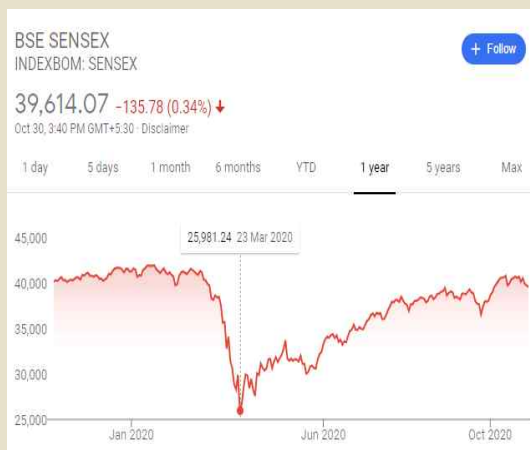 BSE SENSEX
INDEXBOM: SENSEX
+ Follow
39,614.07 -135.78 (0.34%)
Oct 30, 3:40 PM GMT+5:30 · Disclaimer
1 day 5 days 1 month 6 months YTD 1 year 5 years Max
25,981.24 23 Mar 2020
45,000
40,000
35,000
30,000
25,000
Jan 2020 Jun 2020 Oct 2020